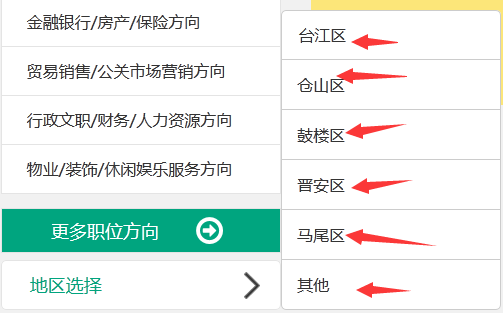 金融银行/房产/保险方向
贸易销售/公关市场营销方向
行政文职/财务/人力资源方向
物业/装饰/休闲娱乐服务方向
更多职位方向
地区选择
台江区
仓山区
鼓楼区
晋安区
马尾区
其他